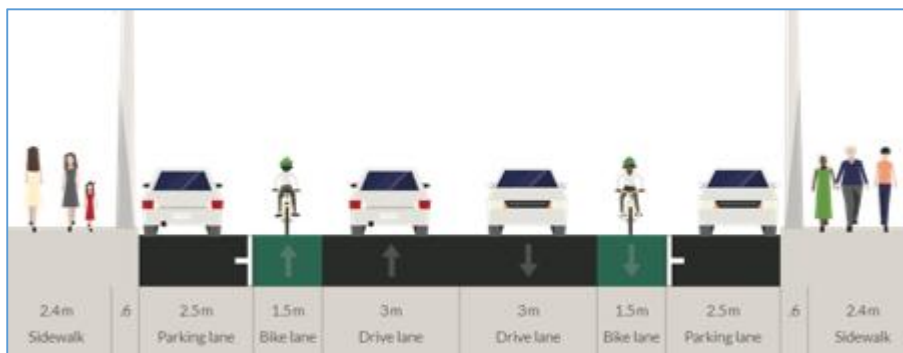 2.4m .6 2.5m 1.5m 3m 3m 1.5m 2.5m .6 2.4m
Sidewalk Parking lane Bike lane Drive lane Drive lane Bike lane Parking lane Sidewalk